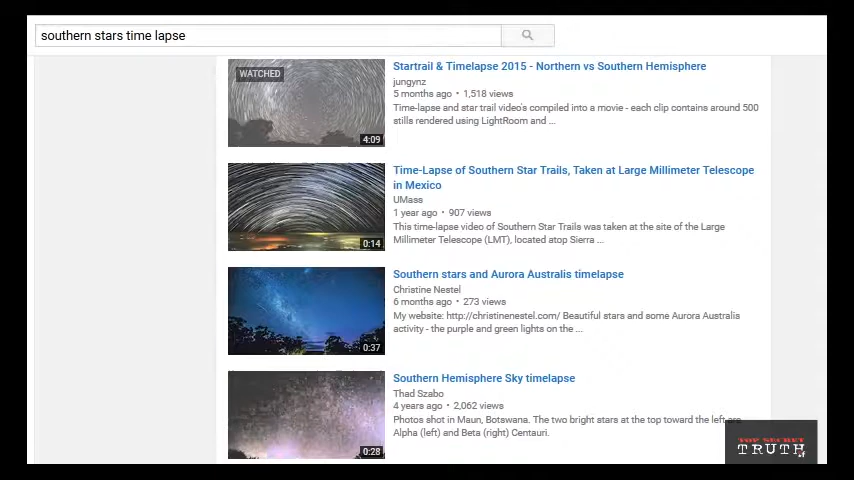 southern stars time lapse
WATCHED
4:09
Startrail & Timelapse 2015 - Northern vs Southern Hemisphere
jungynz
5 months ago • 1,518 views
Time-lapse and star trail video's compiled into a movie - each clip contains around 500
stills rendered using LightRoom and ...
0:14
Time-Lapse of Southern Star Trails, Taken at Large Millimeter Telescope
in Mexico
UMass
1 year ago • 907 views
This time-lapse video of Southern Star Trails was taken at the site of the Large
Millimeter Telescope (LMT), located atop Sierra ...
0:37
Southern stars and Aurora Australis timelapse
Christine Nestel
6 months ago • 273 views
My website: http://christinenestel.com/ Beautiful stars and some Aurora Australia
activity - the purple and green lights on the ...
0:28
Southern Hemisphere Sky timelapse
Thad Szabo
4 years ago • 2,062 views
Photos shot in Maun, Botswana. The two bright stars at the top toward the left are
Alpha (left) and Beta (right) Centauri.
TOP SECRET
TRUTH